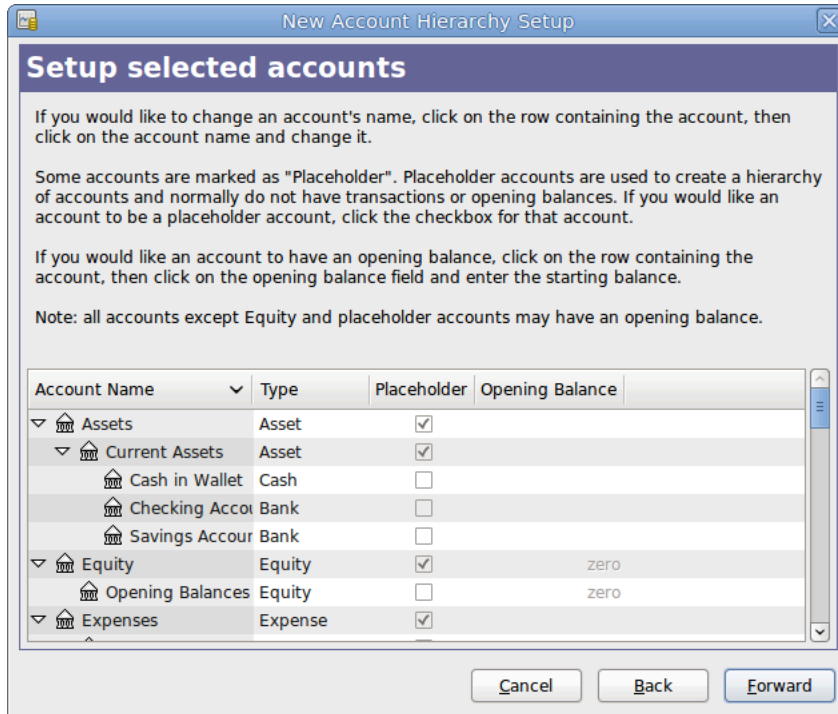 New Account Hierarchy Setup
Setup selected accounts
If you would like to change an account's name, click on the row containing the account, then
click on the account name and change it.
Some accounts are marked as "Placeholder". Placeholder accounts are used to create a hierarchy
of accounts and normally do not have transactions or opening balances. If you would like an
account to be a placeholder account, click the checkbox for that account.
If you would like an account to have an opening balance, click on the row containing the
account, then click on the opening balance field and enter the starting balance.
Note: all accounts except Equity and placeholder accounts may have an opening balance.
Account Name Type Placeholder Opening Balance
Assets Asset
Current Assets Asset
Cash in Wallet Cash
Checking Accou Bank
Savings Accour Bank
Equity Equity zero
Opening Balances Equity zero
Expenses Expense
Cancel Back Forward